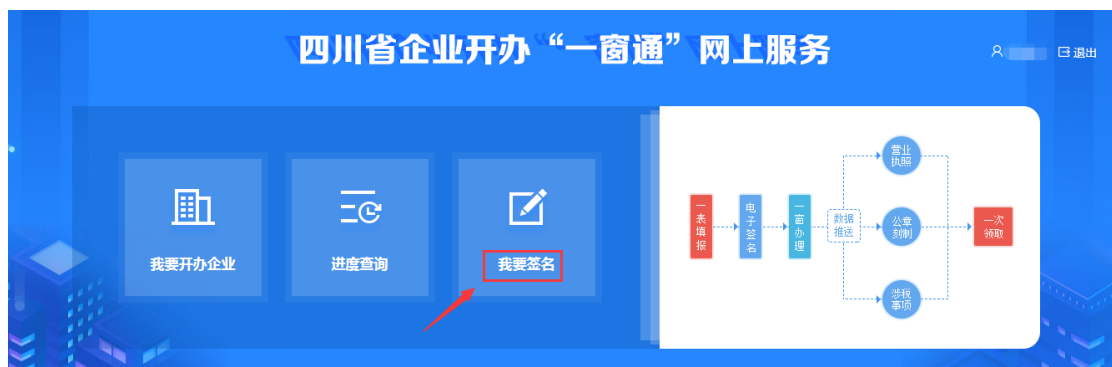 四川省企业开办“一窗通”网上服务
退出
我要开办企业
进度查询
我要签名
一表填报
电子签名
一窗办理
数据
推送
营业
执照
公章
刻制
涉税
事项
一次
领取